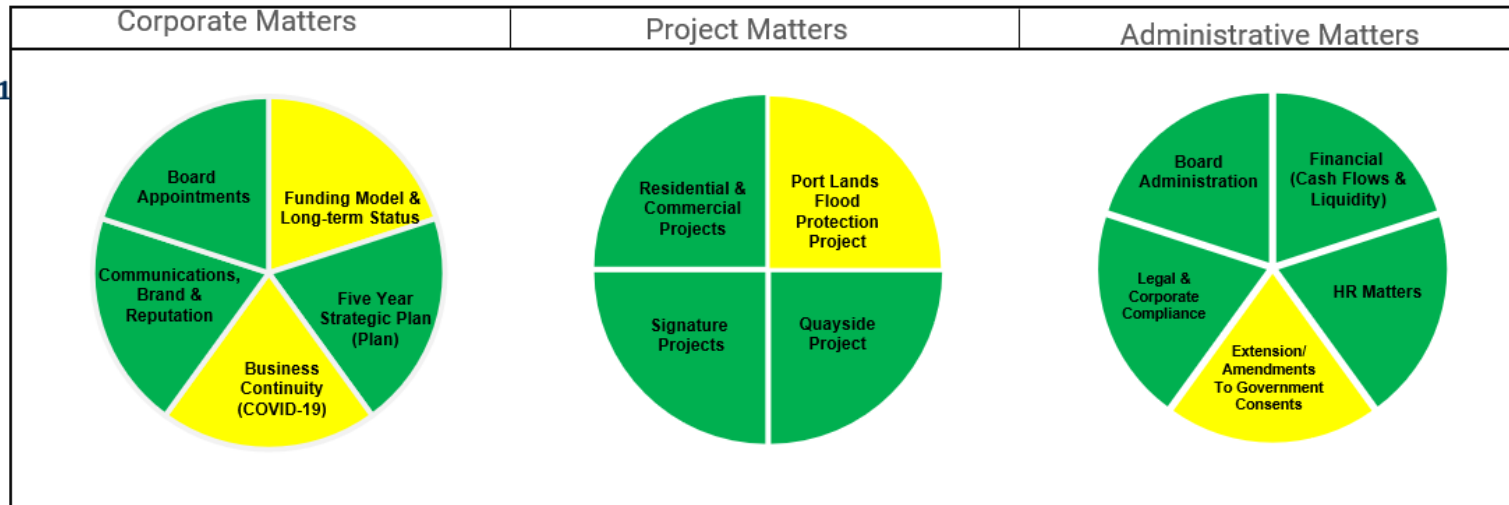 Corporate Matters
Project Matters
Administrative Matters
1
Board
Appointments
Funding Model &
Long-term Status
Communications,
Brand &
Reputation
Five Year
Strategic Plan
(Plan)
Business
Continuity
(COVID-19)
Residential &
Commercial
Projects
Port Lands
Flood
Protection
Project
Signature
Projects
Quayside
Project
Board
Administration
Financial
(Cash Flows &
Liquidity)
Legal &
Corporate
Compliance
HR Matters
Extension/
Amendments
To Government
Consents